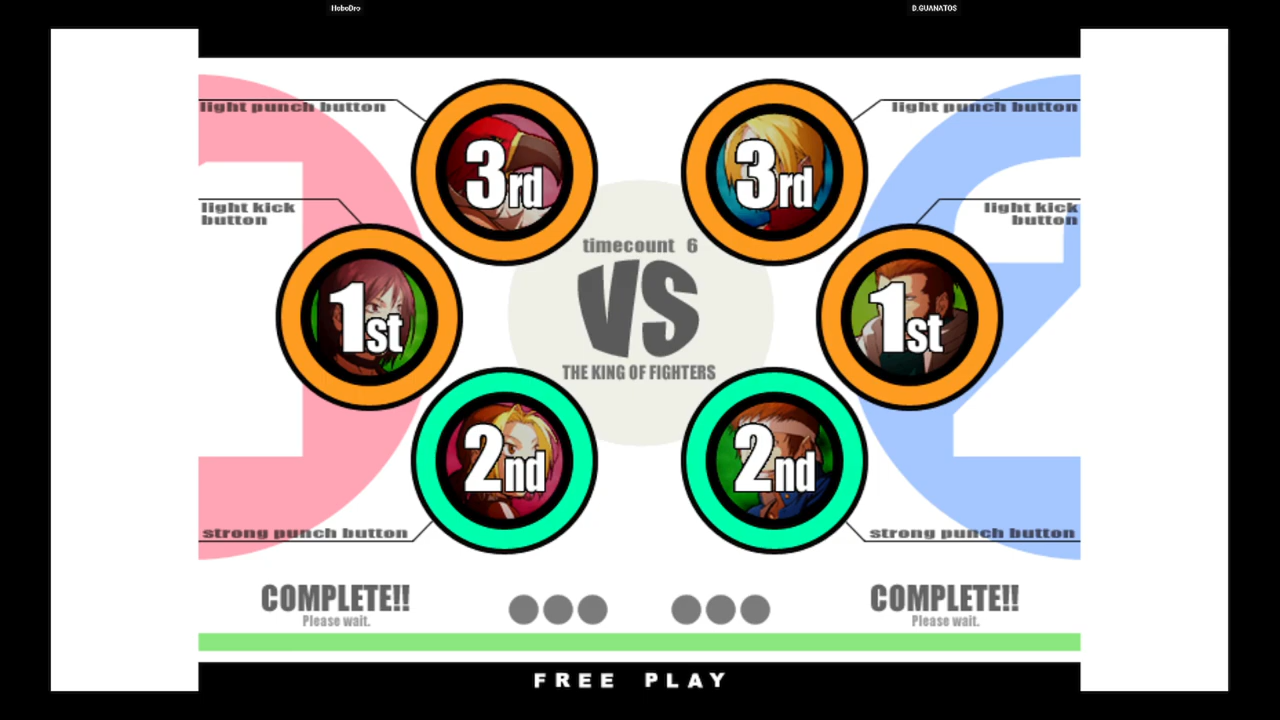 HoboDro
D.GUANATOS
light punch button
light punch button
3rd
3rd
light kick
button
light kick
button
timecount 6
VS
THE KING OF FIGHTERS
1st
1st
2nd
2nd
strong punch button
strong punch button
COMPLETE!!
Please wait.
COMPLETE!!
Please wait.
FREE PLAY